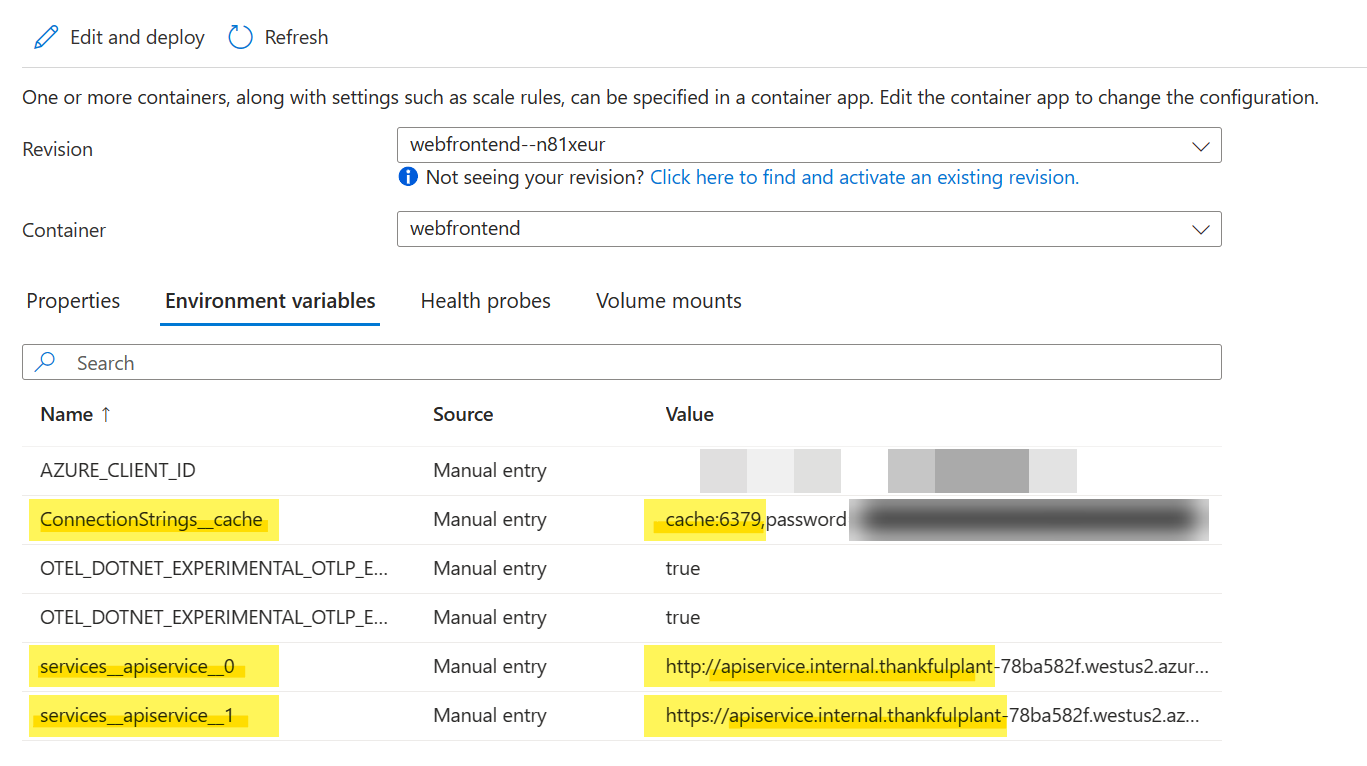 Edit and deploy Refresh
One or more containers, along with settings such as scale rules, can be specified in a container app. Edit the container app to change the configuration.
Revision webfrontend--n81xeur
Not seeing your revision? Click here to find and activate an existing revision.
Container webfrontend
Properties Environment variables Health probes Volume mounts
Search
Name ↑ Source Value
AZURE_CLIENT_ID Manual entry
ConnectionStrings__cache Manual entry cache:6379,password
OTEL_DOTNET_EXPERIMENTAL_OTLP_E... Manual entry true
OTEL_DOTNET_EXPERIMENTAL_OTLP_E... Manual entry true
services__apiservice__0 Manual entry http://apiservice.internal.thankfulplant-78ba582f.westus2.azur...
services__apiservice__1 Manual entry https://apiservice.internal.thankfulplant-78ba582f.westus2.az...